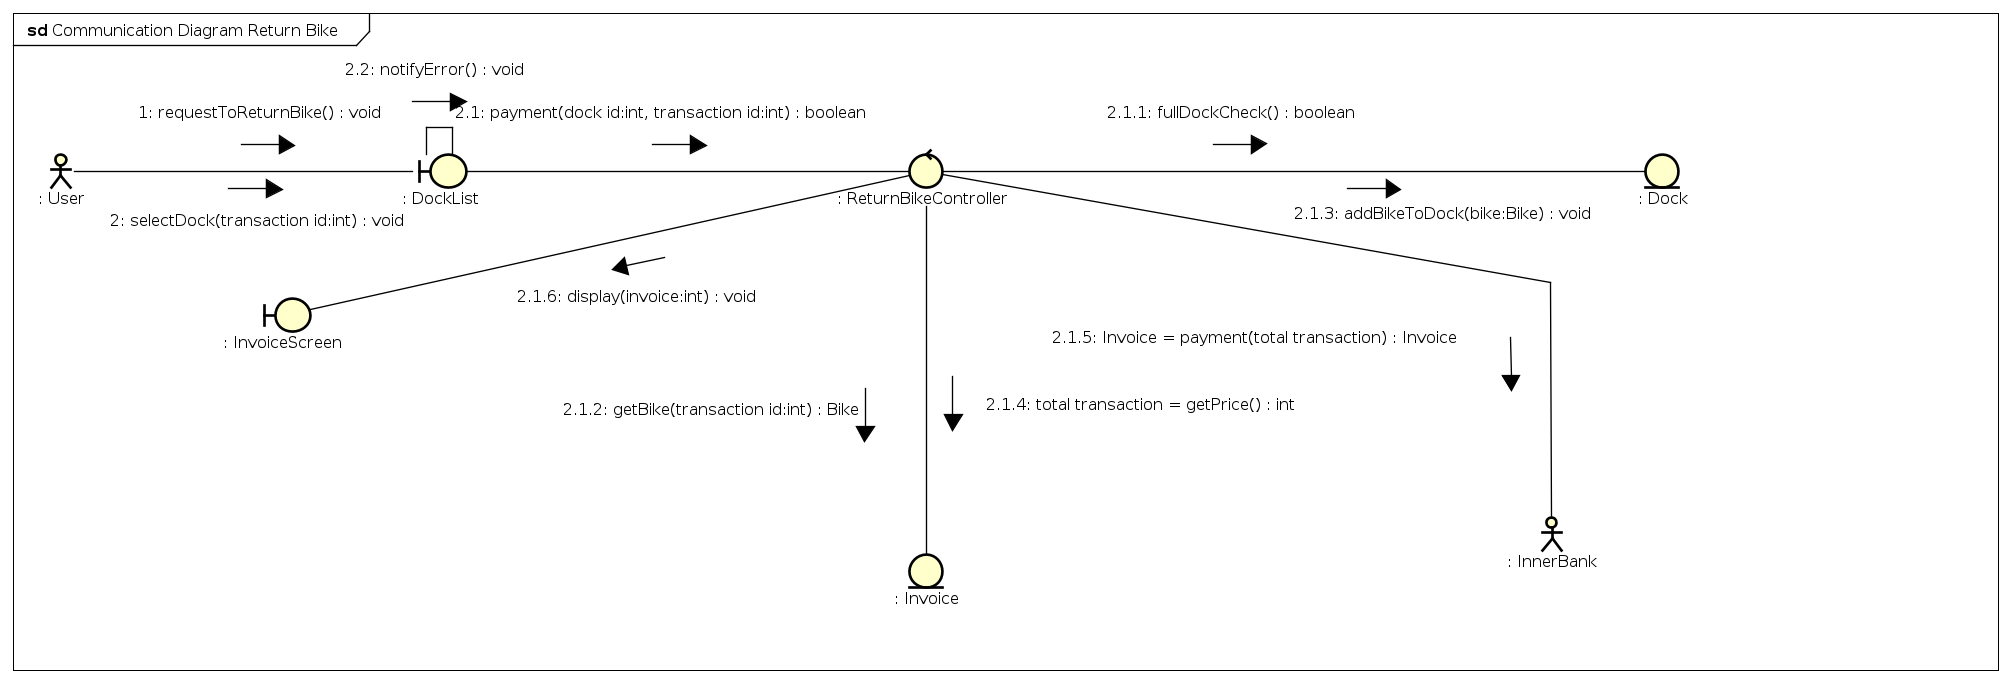 sd Communication Diagram Return Bike
2.2: notifyError() : void
1: requestToReturnBike() : void
2.1: payment(dock id:int, transaction id:int) : boolean
2.1.1: fullDockCheck() : boolean
: User
: DockList
: ReturnBikeController
: Dock
2: selectDock(transaction id:int) : void
2.1.3: addBikeToDock(bike:Bike) : void
2.1.6: display(invoice:int) : void
: InvoiceScreen
2.1.5: Invoice = payment(total transaction) : Invoice
2.1.2: getBike(transaction id:int) : Bike
2.1.4: total transaction = getPrice() : int
: InnerBank
: Invoice